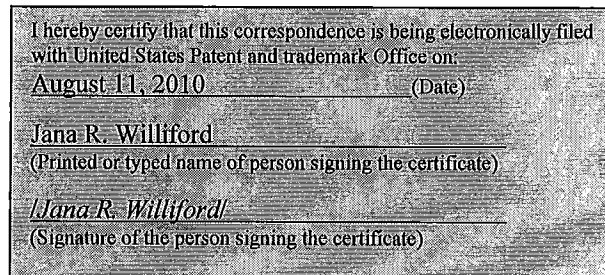 I hereby certify that this correspondence is being electronically filed
with United States Patent and trademark Office on:
August 11, 2010 (Date)
Jana R. Williford
(Printed or typed name of person signing the certificate)
/Jana R. Williford/
(Signature of the person signing the certificate)